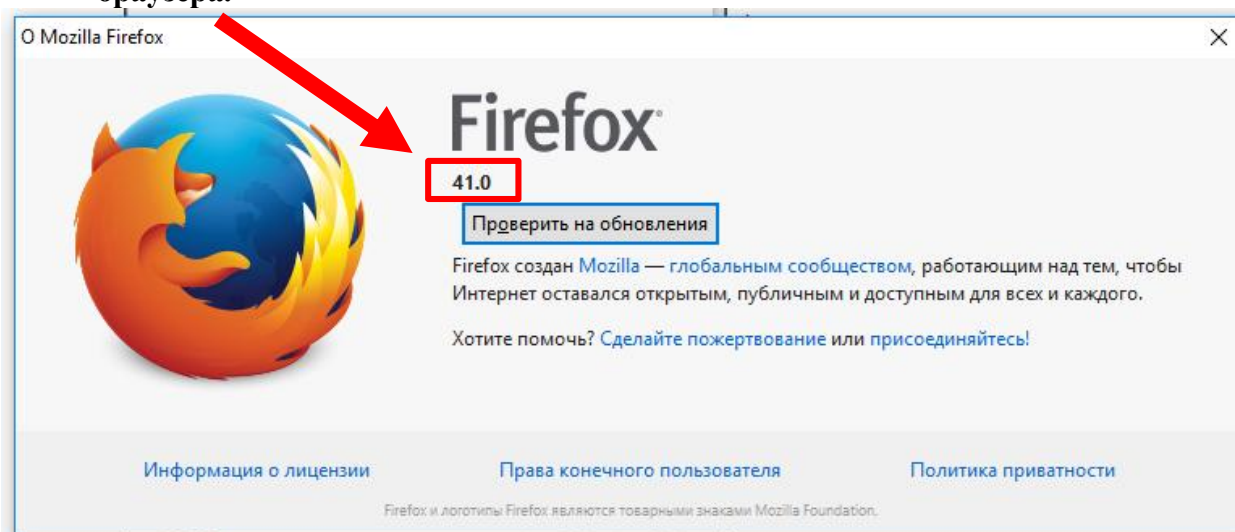 браузера.
О Mozilla Firefox
Firefox
41.0
Проверить на обновления
Firefox создан Mozilla — глобальным сообществом, работающим над тем, чтобы
Интернет оставался открытым, публичным и доступным для всех и каждого.
Хотите помочь? Сделайте пожертвование или присоединяйтесь!
Информация о лицензии Права конечного пользователя Политика приватности
Firefox и логотипы Firefox являются товарными знаками Mozilla Foundation.